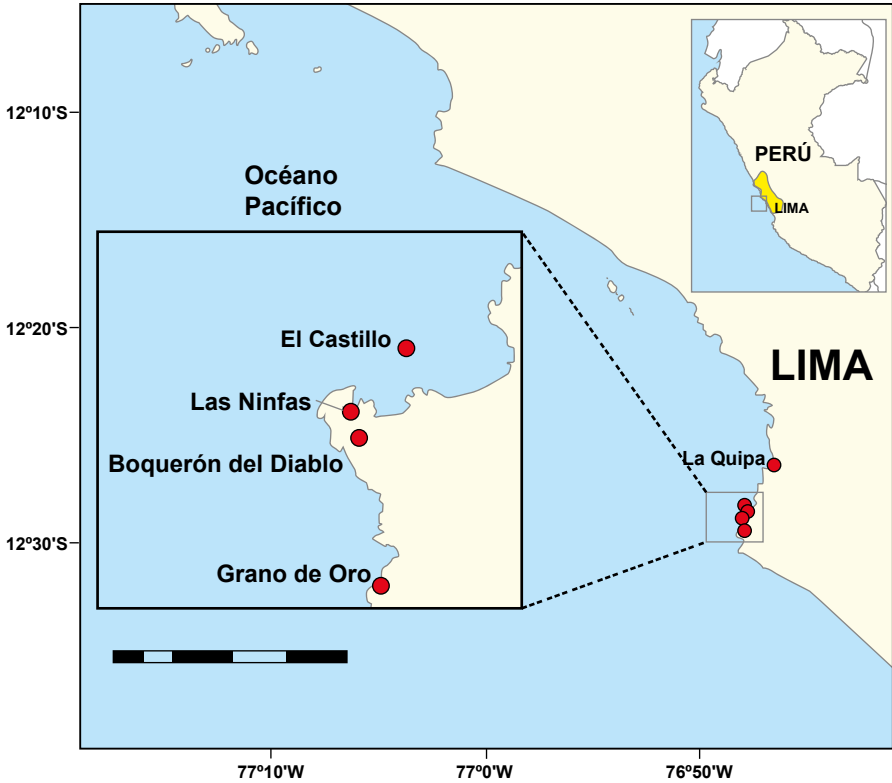 12º10'S
Océano
Pacífico
PERÚ
LIMA
12º20'S
El Castillo
LIMA
Las Ninfas
Boquerón del Diablo
La Quipa
12º30'S
Grano de Oro
77º10'W
77º0'W
76º50'W